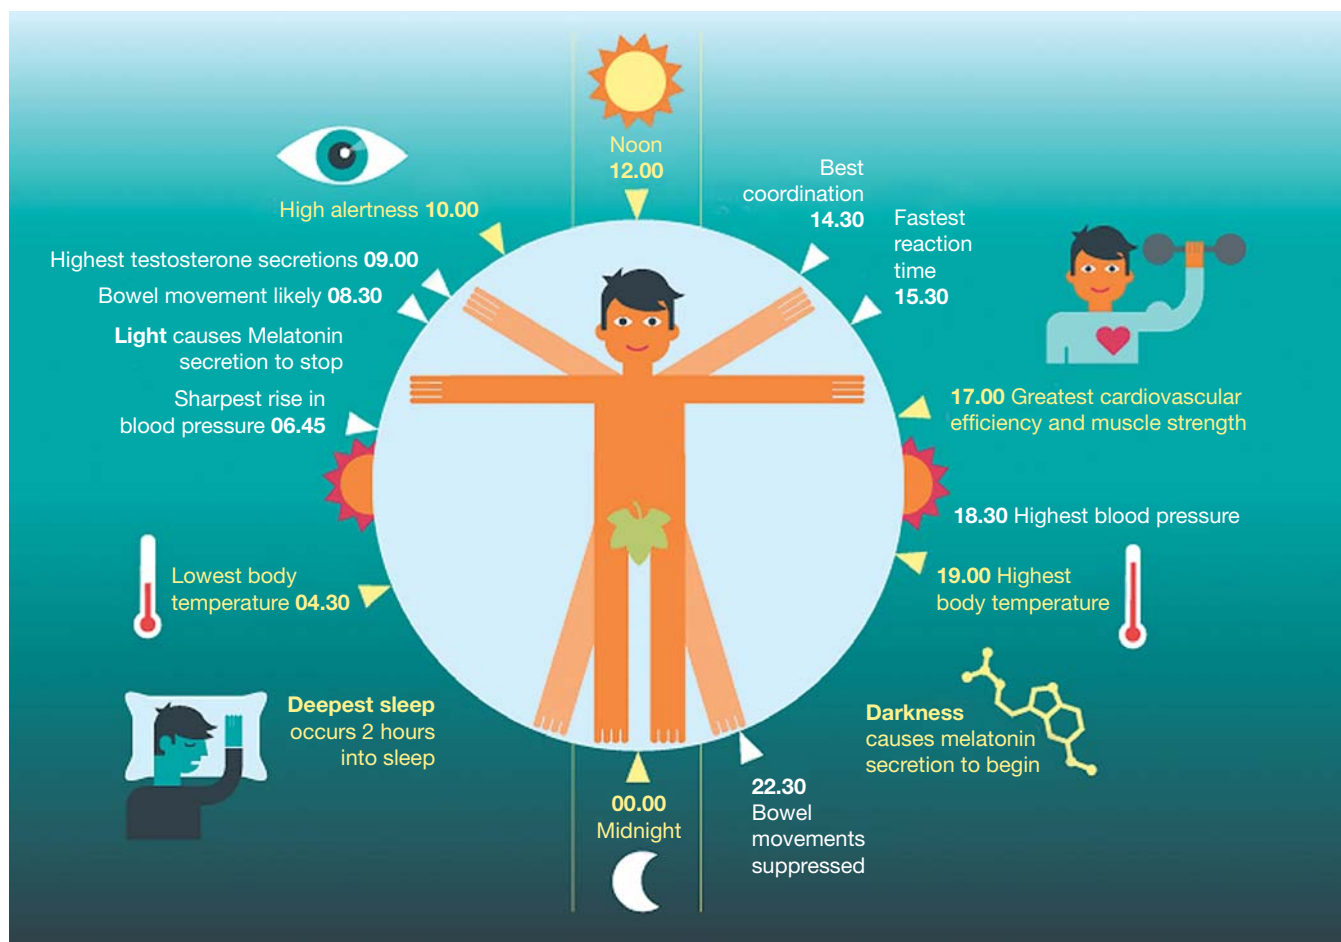 Noon
12.00
Best
coordination
14.30
Fastest
reaction
time
15.30
17.00 Greatest cardiovascular
efficiency and muscle strength
18.30 Highest blood pressure
19.00 Highest
body temperature
Darkness
causes melatonin
secretion to begin
22.30
Bowel
movements
suppressed
00.00
Midnight
Deepest sleep
occurs 2 hours
into sleep
Lowest body
temperature 04.30
Sharpest rise in
blood pressure 06.45
Light causes Melatonin
secretion to stop
Bowel movement likely 08.30
Highest testosterone secretions 09.00
High alertness 10.00